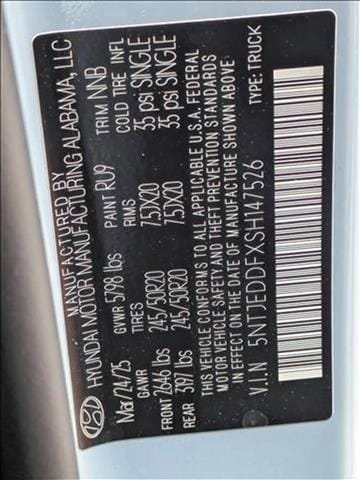 MANUFACTURED BY
HYUNDAI MOTOR MANUFACTURING ALABAMA, LLC
Mar/24/25 GVWR 5798 lbs PAINT RU9 TRIM NNB
GAWR TIRES RIMS COLD TIRE INFL
FRONT 2646 lbs 245/50R20 7.5JX20 35 psi SINGLE
REAR 3197 lbs 245/50R20 7.5JX20 35 psi SINGLE
THIS VEHICLE CONFORMS TO ALL APPLICABLE U.S.A. FEDERAL
MOTOR VEHICLE SAFETY AND THEFT PREVENTION STANDARDS
IN EFFECT ON THE DATE OF MANUFACTURE SHOWN ABOVE.
V.I.N. 5NTJEDDFXSH147526 TYPE: TRUCK